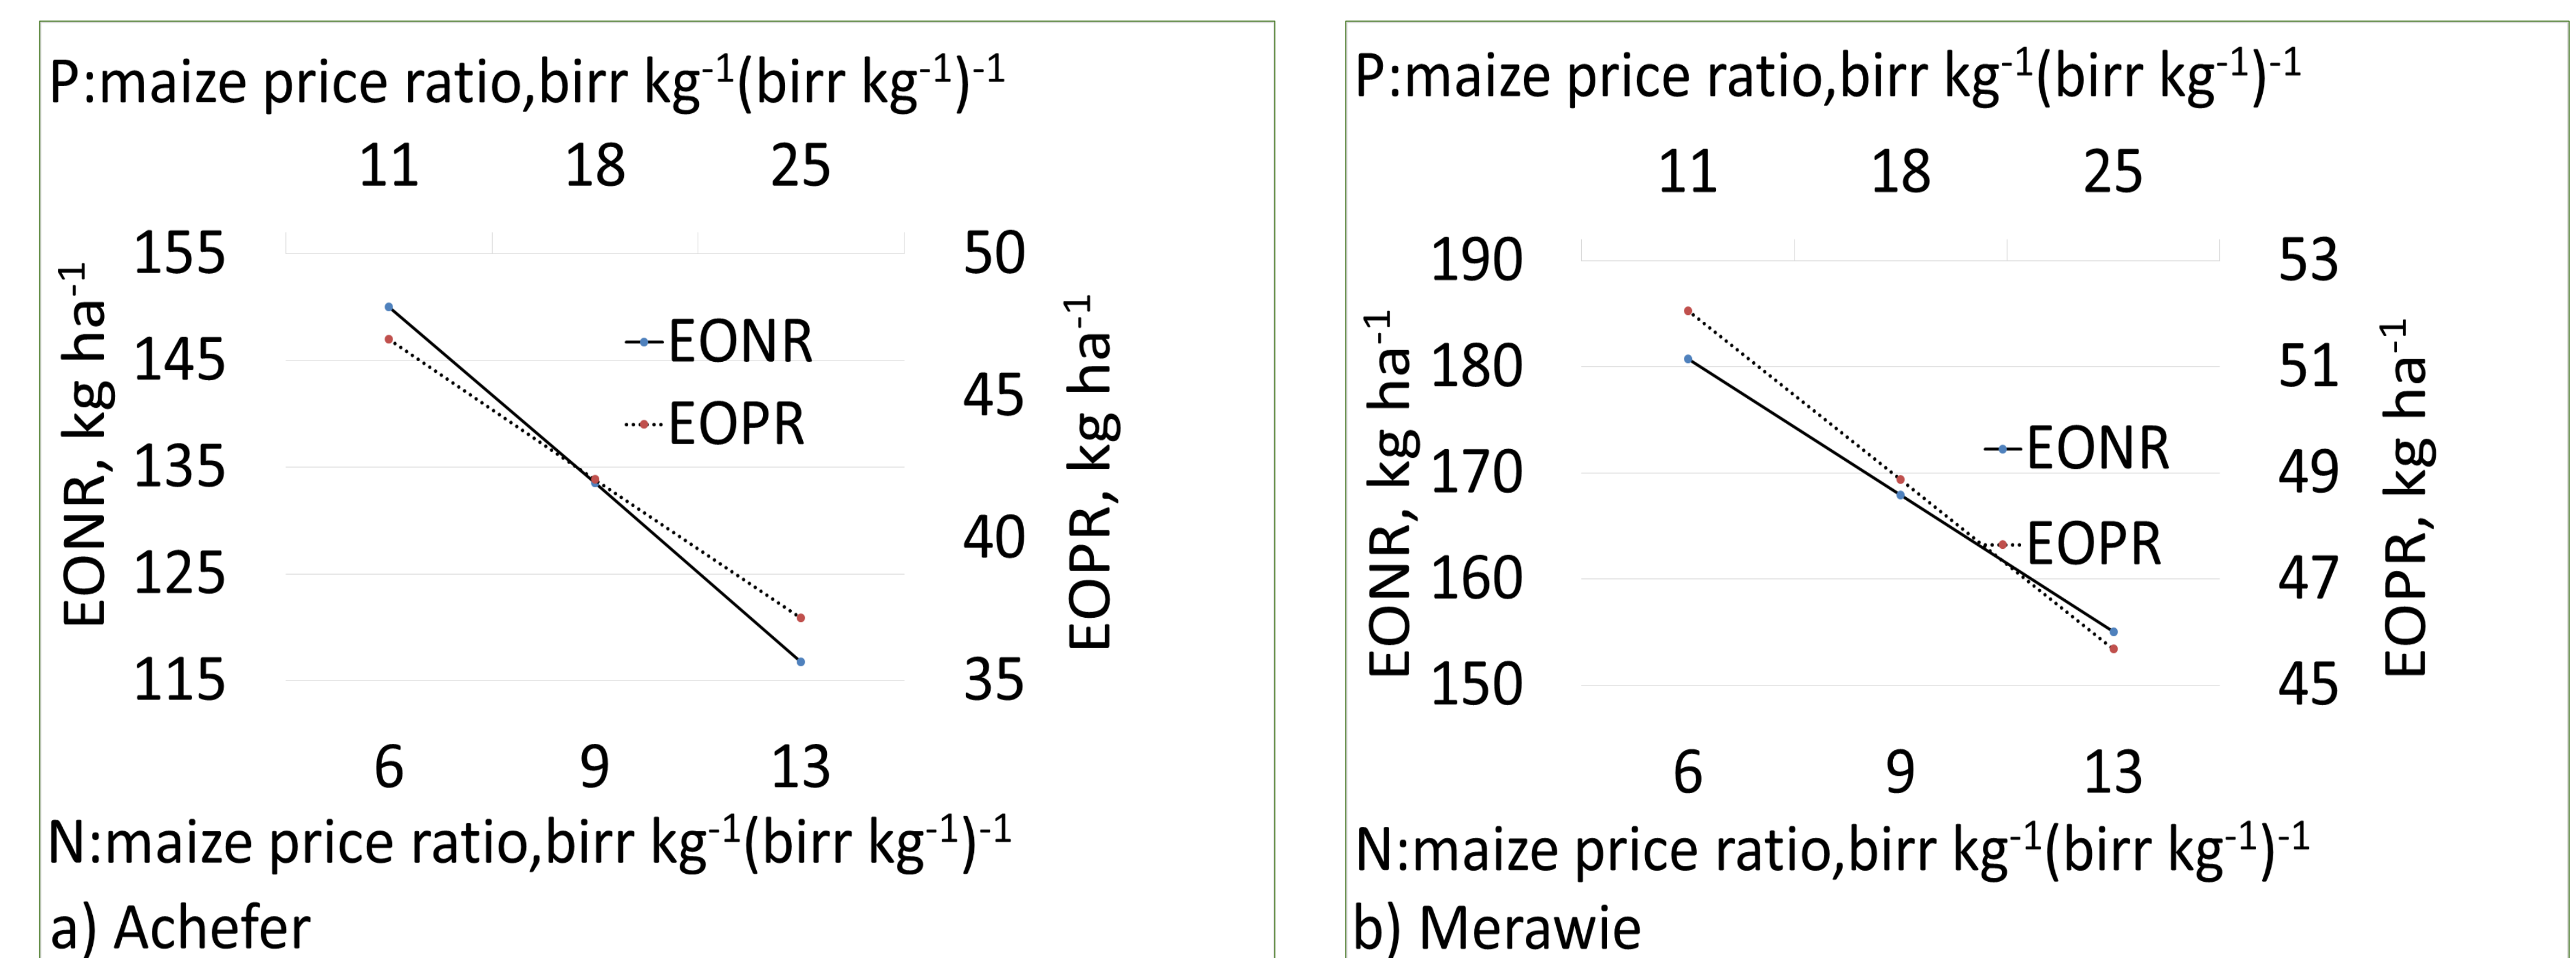 P:maize price ratio,birr kg⁻¹(birr kg⁻¹)⁻¹
11 18 25
155 50
145 45
135 40
125 35
115
EONR, kg ha⁻¹
EOPR, kg ha⁻¹
EONR
EOPR
6 9 13
N:maize price ratio,birr kg⁻¹(birr kg⁻¹)⁻¹
a) Achefer
P:maize price ratio,birr kg⁻¹(birr kg⁻¹)⁻¹
11 18 25
190 53
180 51
170 49
160 47
150 45
EONR, kg ha⁻¹
EOPR, kg ha⁻¹
EONR
EOPR
6 9 13
N:maize price ratio,birr kg⁻¹(birr kg⁻¹)⁻¹
b) Merawie